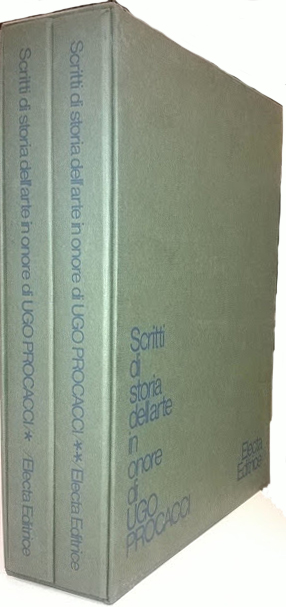 Scritti di storia dell'arte in onore di UGO PROCACCI/* /Electa Editrice
Scritti di storia dell'arte in onore di UGO PROCACCI/** /Electa Editrice
Scritti
di
storia
dell'arte
in
onore
di
UGO
PROCACCI
Electa
Editrice